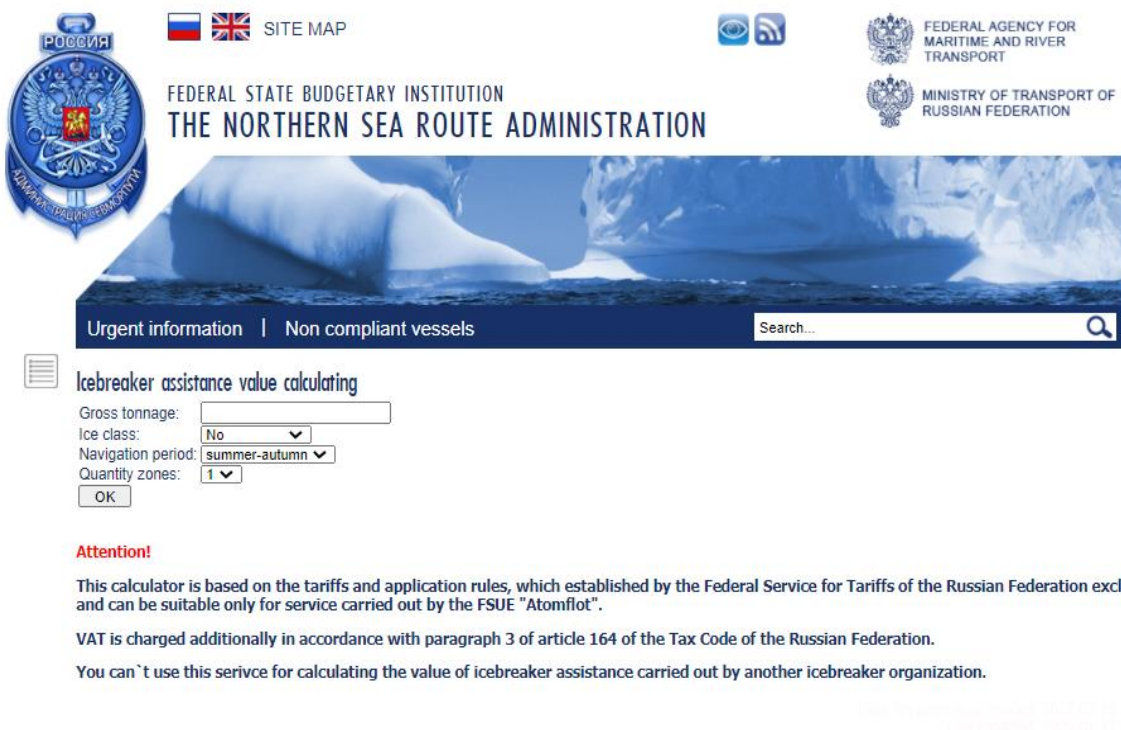 РОССИЯ
АДМИНИСТРАЦИЯ СЕВМОРПУТИ
SITE MAP
FEDERAL AGENCY FOR
MARITIME AND RIVER
TRANSPORT
FEDERAL STATE BUDGETARY INSTITUTION
THE NORTHERN SEA ROUTE ADMINISTRATION
MINISTRY OF TRANSPORT OF
RUSSIAN FEDERATION
Urgent information | Non compliant vessels
Search...
Icebreaker assistance value calculating
Gross tonnage:
Ice class: No
Navigation period: summer-autumn
Quantity zones: 1
OK
Attention!
This calculator is based on the tariffs and application rules, which established by the Federal Service for Tariffs of the Russian Federation excl
and can be suitable only for service carried out by the FSUE "Atomflot".
VAT is charged additionally in accordance with paragraph 3 of article 164 of the Tax Code of the Russian Federation.
You can`t use this serivce for calculating the value of icebreaker assistance carried out by another icebreaker organization.